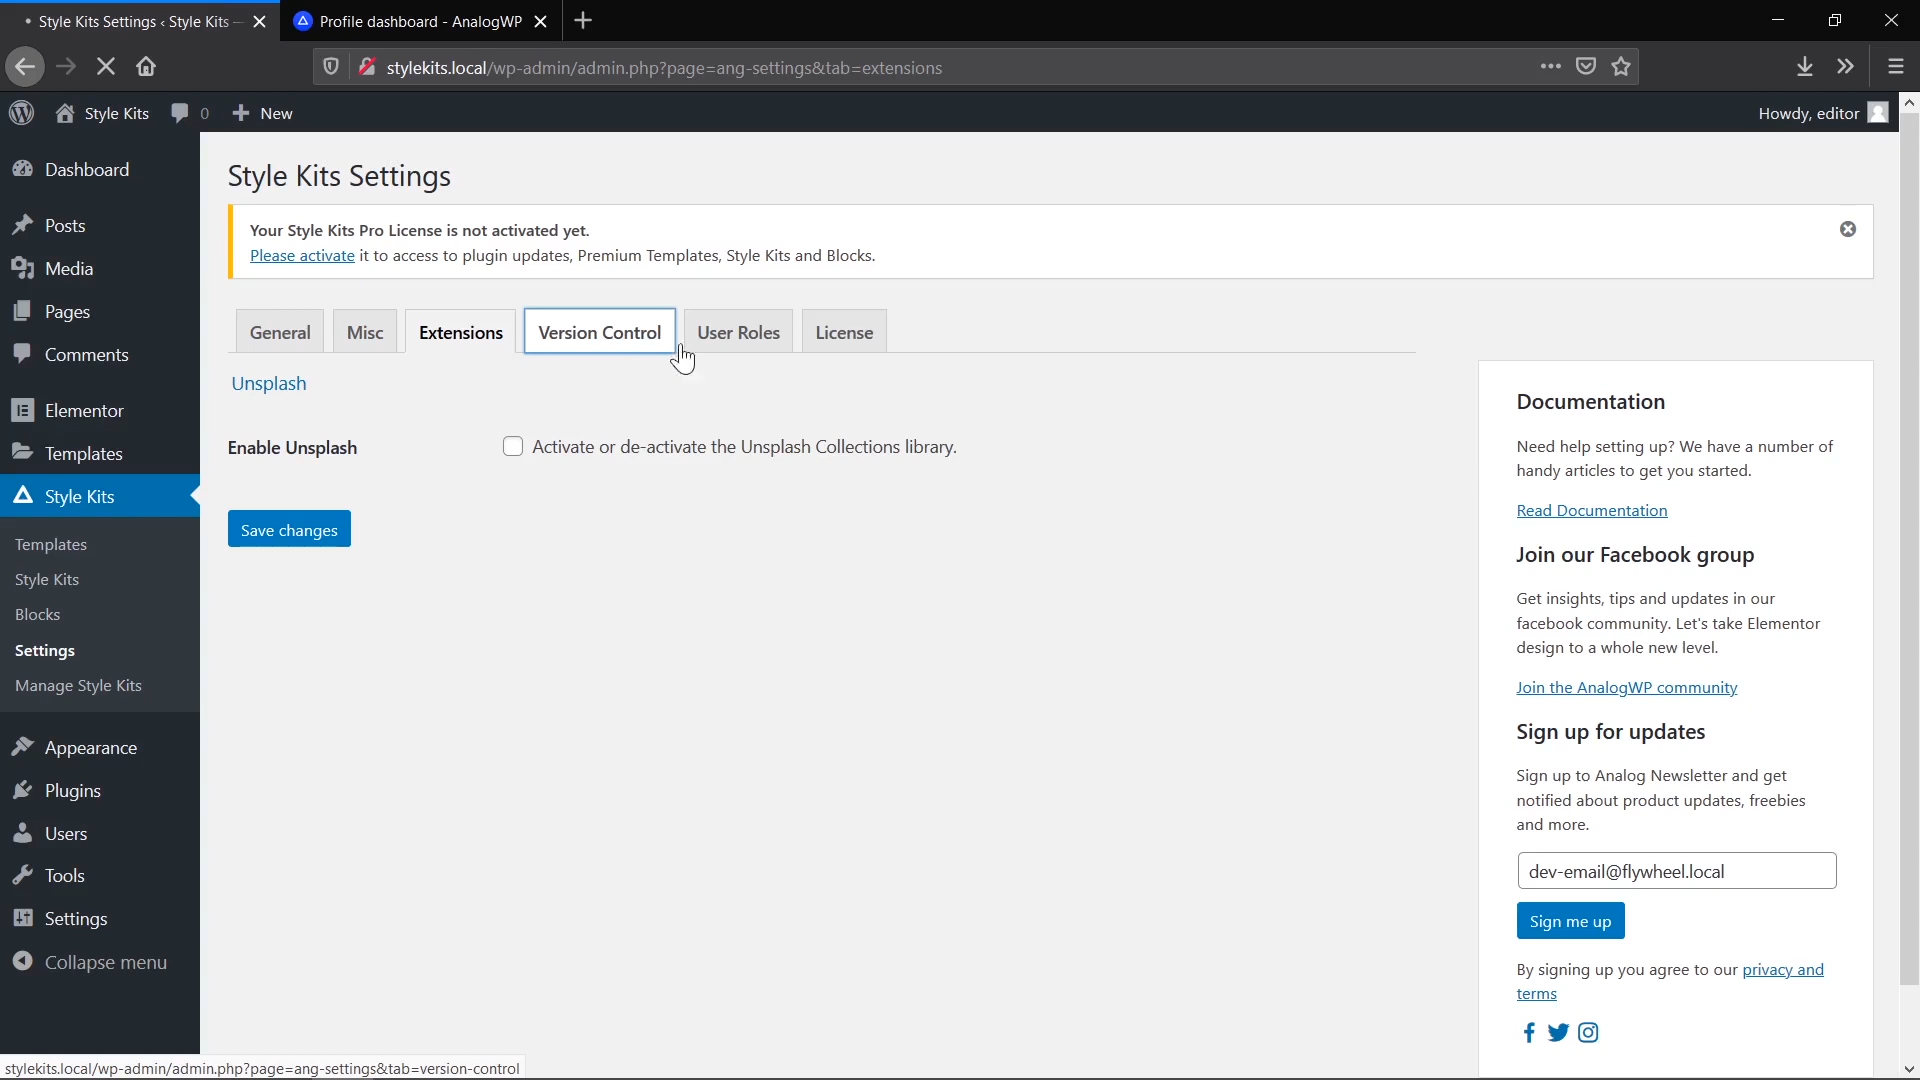 Style Kits Settings ‹ Style Kits —
Profile dashboard - AnalogWP
stylekits.local/wp-admin/admin.php?page=ang-settings&tab=extensions
Style Kits
0
New
Howdy, editor
Dashboard
Posts
Media
Pages
Comments
Elementor
Templates
Style Kits
Templates
Style Kits
Blocks
Settings
Manage Style Kits
Appearance
Plugins
Users
Tools
Settings
Collapse menu
Style Kits Settings
Your Style Kits Pro License is not activated yet.
Please activate it to access to plugin updates, Premium Templates, Style Kits and Blocks.
General
Misc
Extensions
Version Control
User Roles
License
Unsplash
Enable Unsplash
Activate or de-activate the Unsplash Collections library.
Save changes
Documentation
Need help setting up? We have a number of
handy articles to get you started.
Read Documentation
Join our Facebook group
Get insights, tips and updates in our
facebook community. Let's take Elementor
design to a whole new level.
Join the AnalogWP community
Sign up for updates
Sign up to Analog Newsletter and get
notified about product updates, freebies
and more.
dev-email@flywheel.local
Sign me up
By signing up you agree to our privacy and
terms
stylekits.local/wp-admin/admin.php?page=ang-settings&tab=version-control